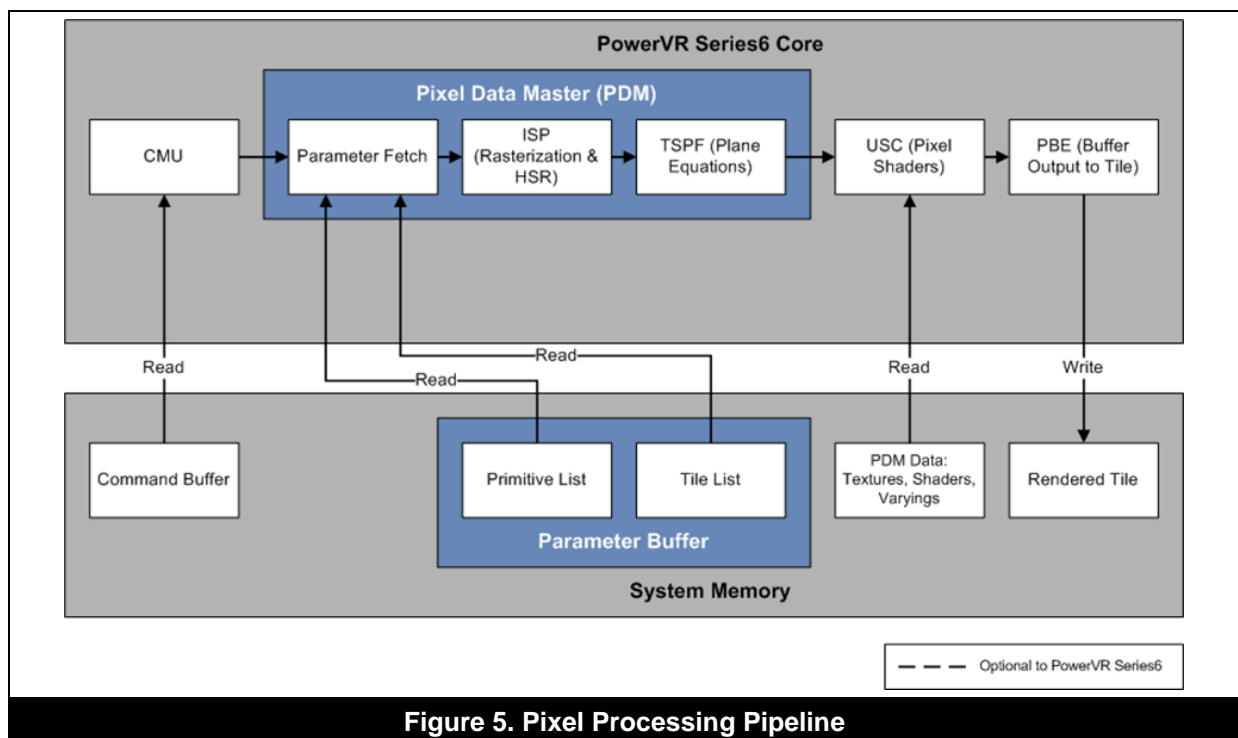 PowerVR Series6 Core
Pixel Data Master (PDM)
CMU
Parameter Fetch
ISP
(Rasterization &
HSR)
TSPF (Plane
Equations)
USC (Pixel
Shaders)
PBE (Buffer
Output to Tile)
Read
Read
Read
Read
Write
Command Buffer
Primitive List
Tile List
Parameter Buffer
PDM Data:
Textures, Shaders,
Varyings
Rendered Tile
System Memory
Optional to PowerVR Series6
Figure 5. Pixel Processing Pipeline